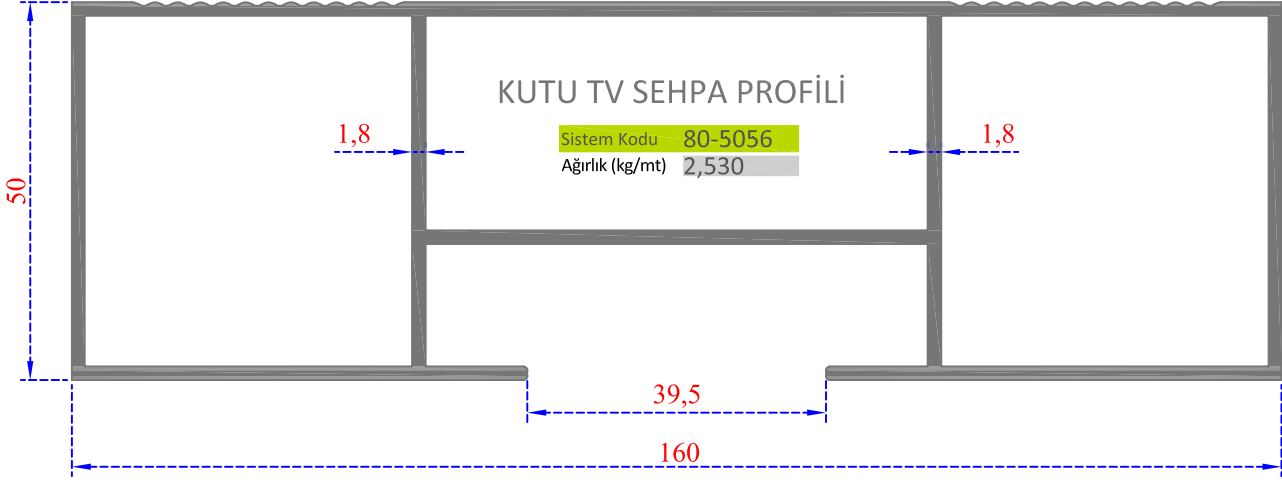 KUTU TV SEHPA PROFİLİ
Sistem Kodu 80-5056
Ağırlık (kg/mt) 2,530
1,8
1,8
50
39,5
160